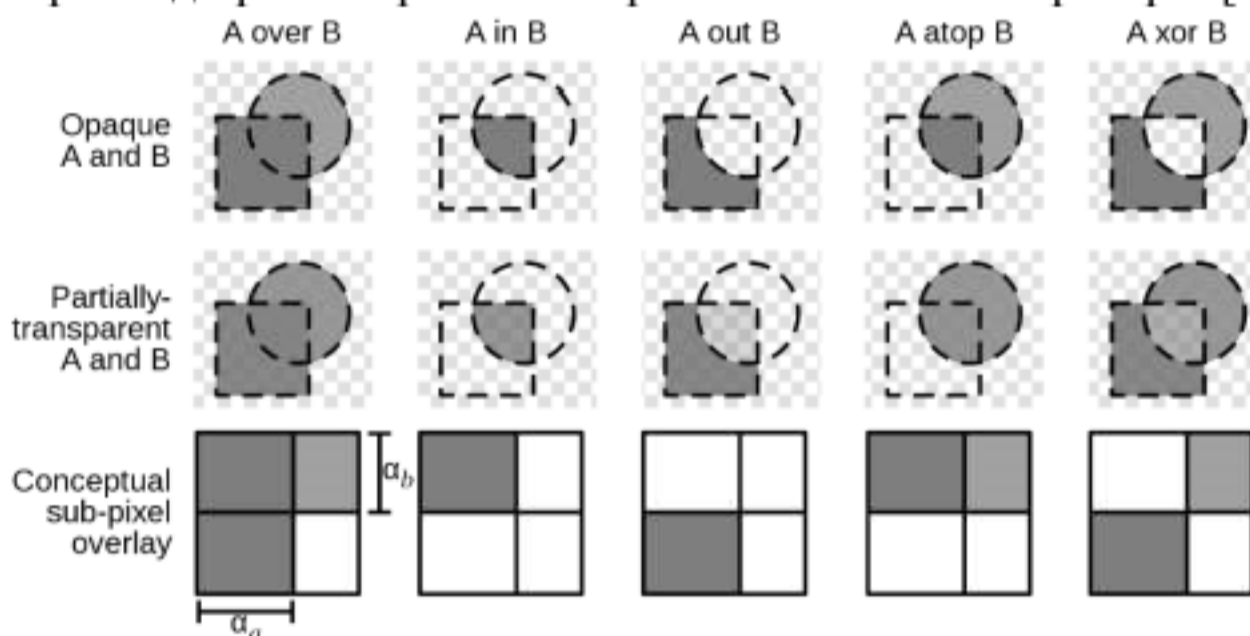 A over B
A in B
A out B
A atop B
A xor B
Opaque
A and B
Partially-
transparent
A and B
Conceptual
sub-pixel
overlay
αb
αa